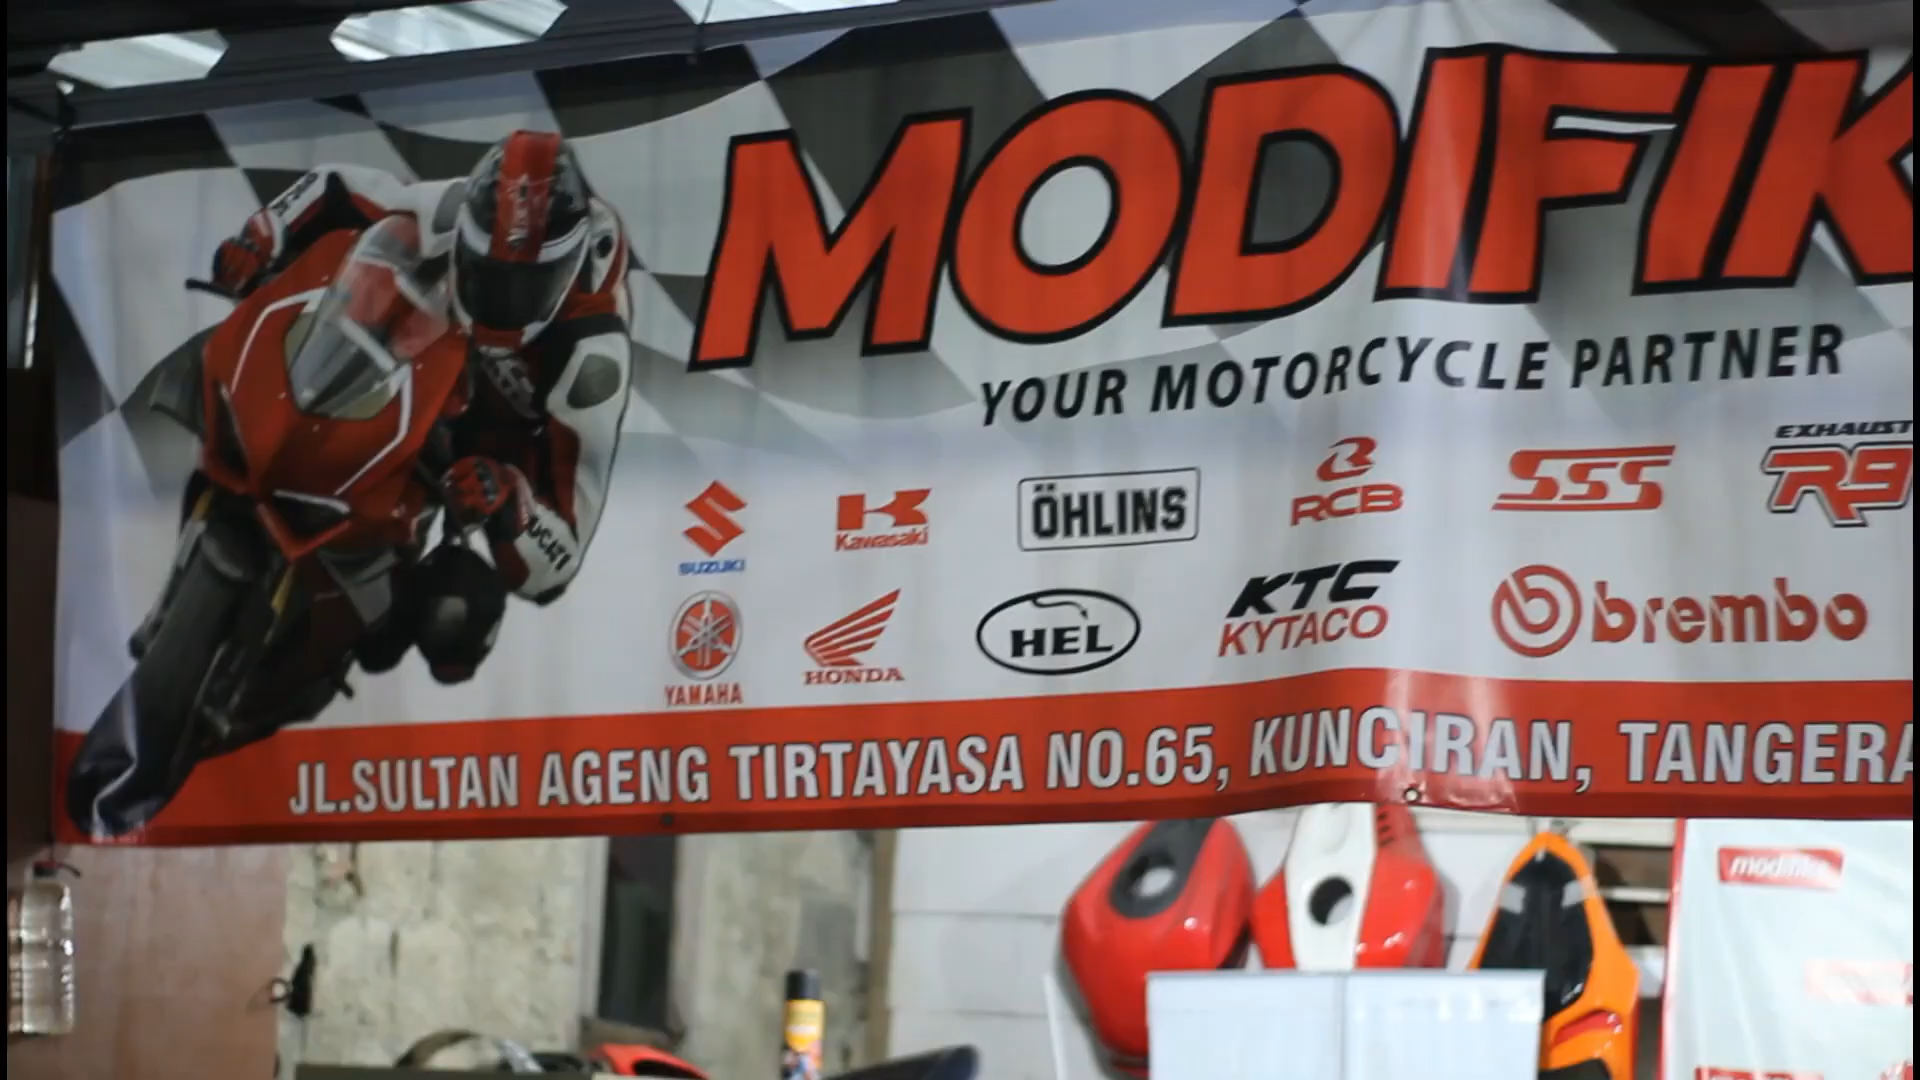 MODIFIK
YOUR MOTORCYCLE PARTNER
SUZUKI
Kawasaki
ÖHLINS
RCB
SSS
EXHAUST
R9
YAMAHA
HONDA
HEL
KTC
KYTACO
brembo
DUCATI
JL.SULTAN AGENG TIRTAYASA NO.65, KUNCIRAN, TANGERA